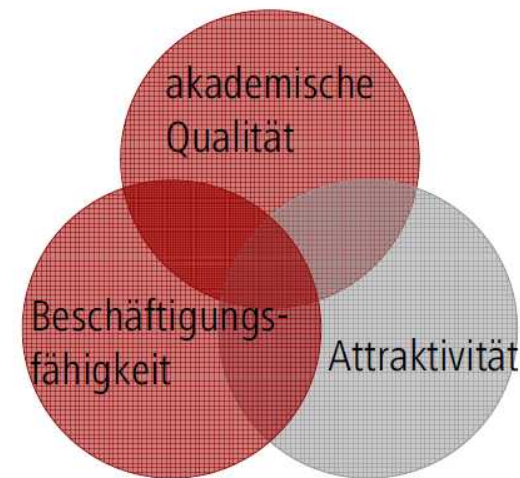 akademische
Qualität
Beschäftigungs-
fähigkeit
Attraktivität